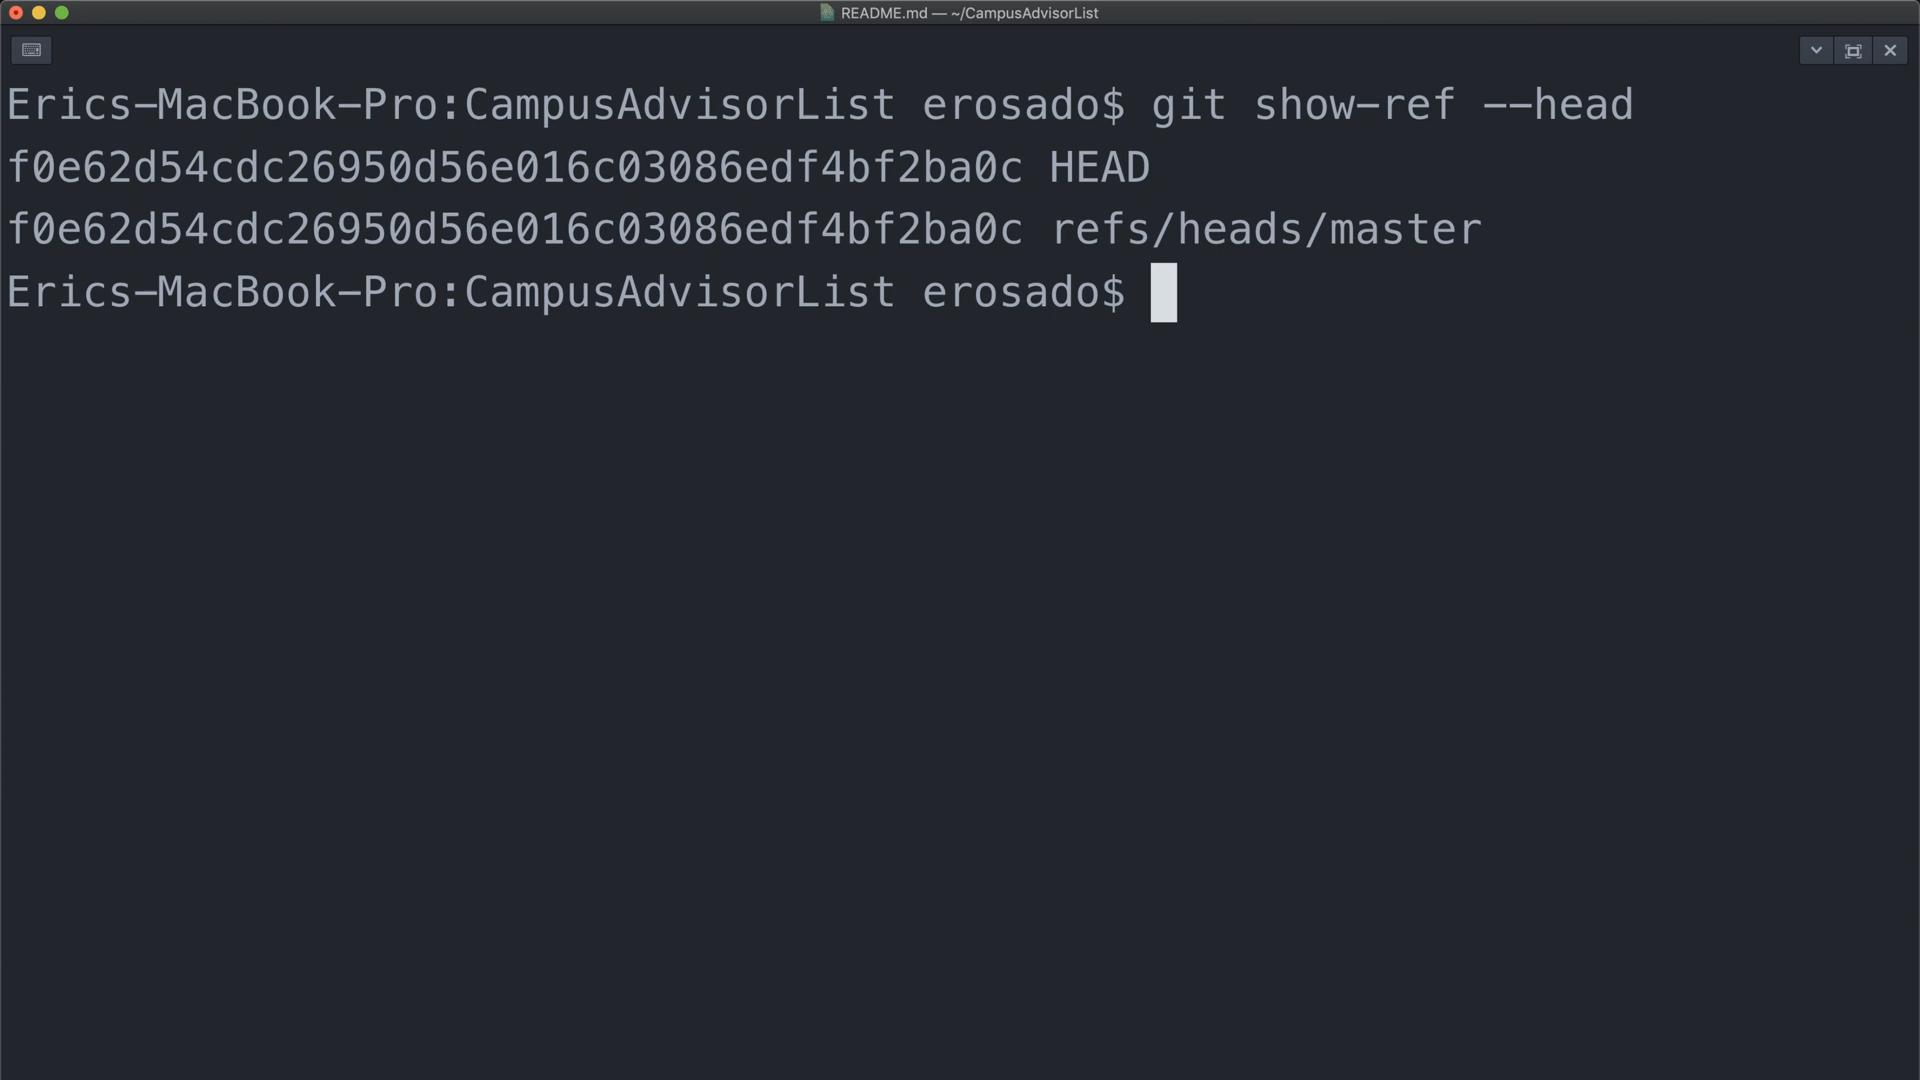 README.md — ~/CampusAdvisorList
Erics-MacBook-Pro:CampusAdvisorList erosado$ git show-ref --head
f0e62d54cdc26950d56e016c03086edf4bf2ba0c HEAD
f0e62d54cdc26950d56e016c03086edf4bf2ba0c refs/heads/master
Erics-MacBook-Pro:CampusAdvisorList erosado$